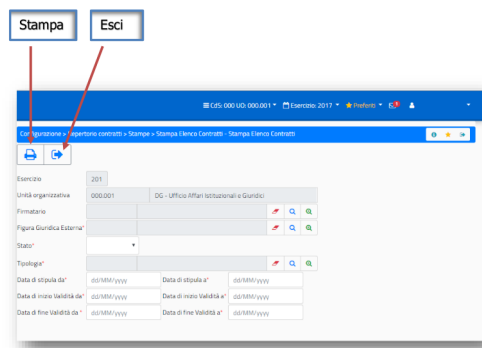 Stampa Esci
CdS: 000 UO: 000.001 Esercizio: 2017 Preferiti
Configurazione > Repertorio contratti > Stampe > Stampa Elenco Contratti - Stampa Elenco Contratti
Esercizio 201
Unità organizzativa 000.001 DG - Ufficio Affari Istituzionali e Giuridici
Firmatario
Figura Giuridica Esterna*
Stato*
Tipologia*
Data di stipula da* dd/MM/yyyy Data di stipula a* dd/MM/yyyy
Data di inizio Validità da* dd/MM/yyyy Data di inizio Validità a* dd/MM/yyyy
Data di fine Validità da * dd/MM/yyyy Data di fine Validità a* dd/MM/yyyy